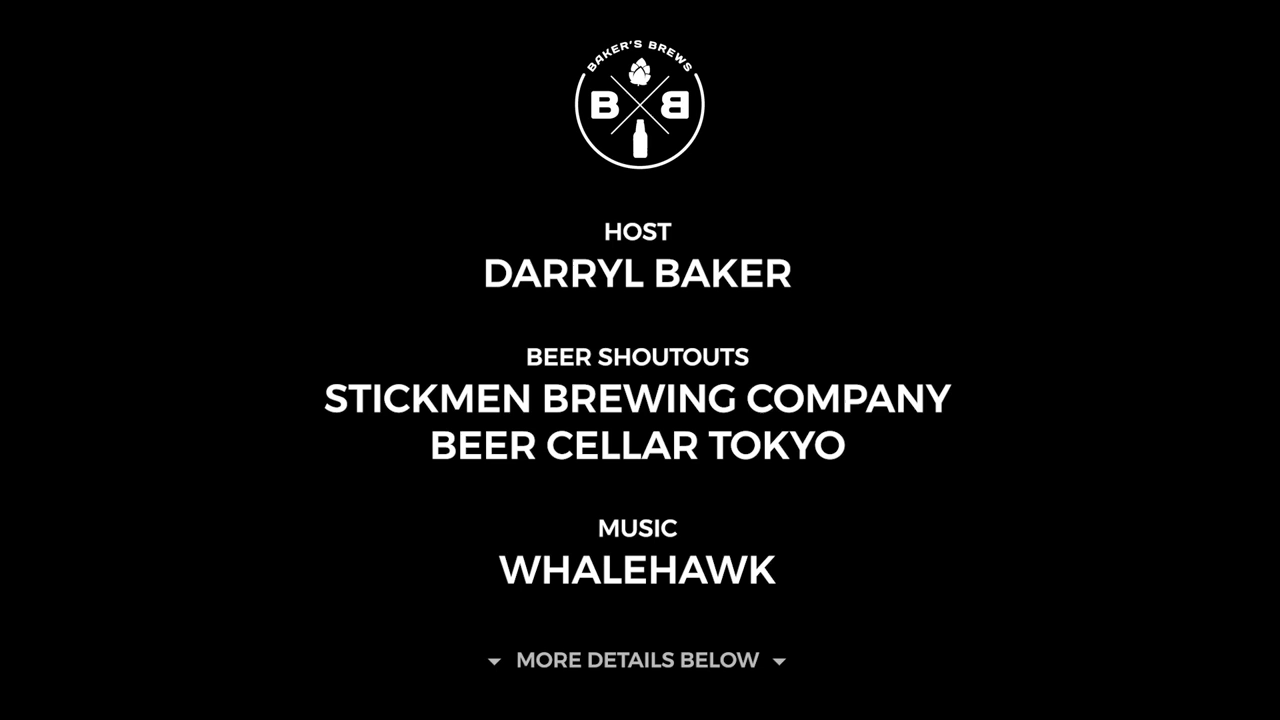 BAKER'S BREWS
B B
HOST
DARRYL BAKER
BEER SHOUTOUTS
STICKMEN BREWING COMPANY
BEER CELLAR TOKYO
MUSIC
WHALEHAWK
MORE DETAILS BELOW